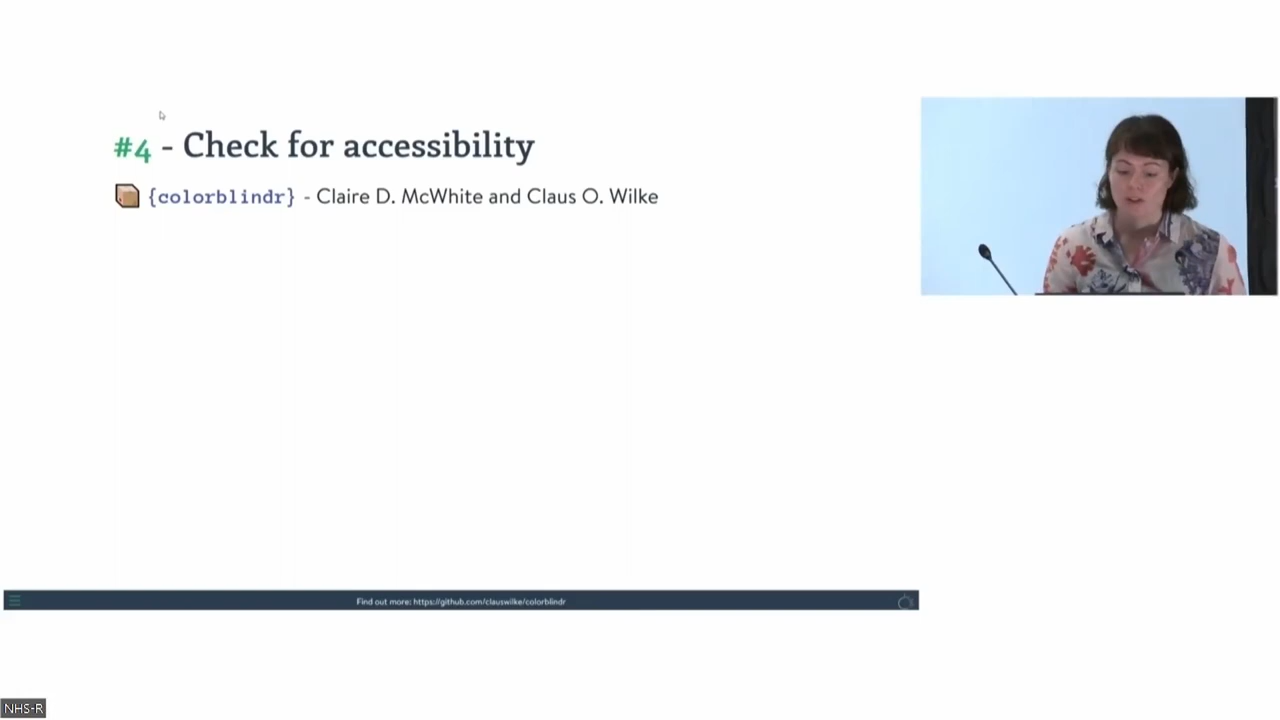 #4 - Check for accessibility
{colorblindr} - Claire D. McWhite and Claus O. Wilke
Find out more: https://github.com/clauswilke/colorblindr
NHS-R